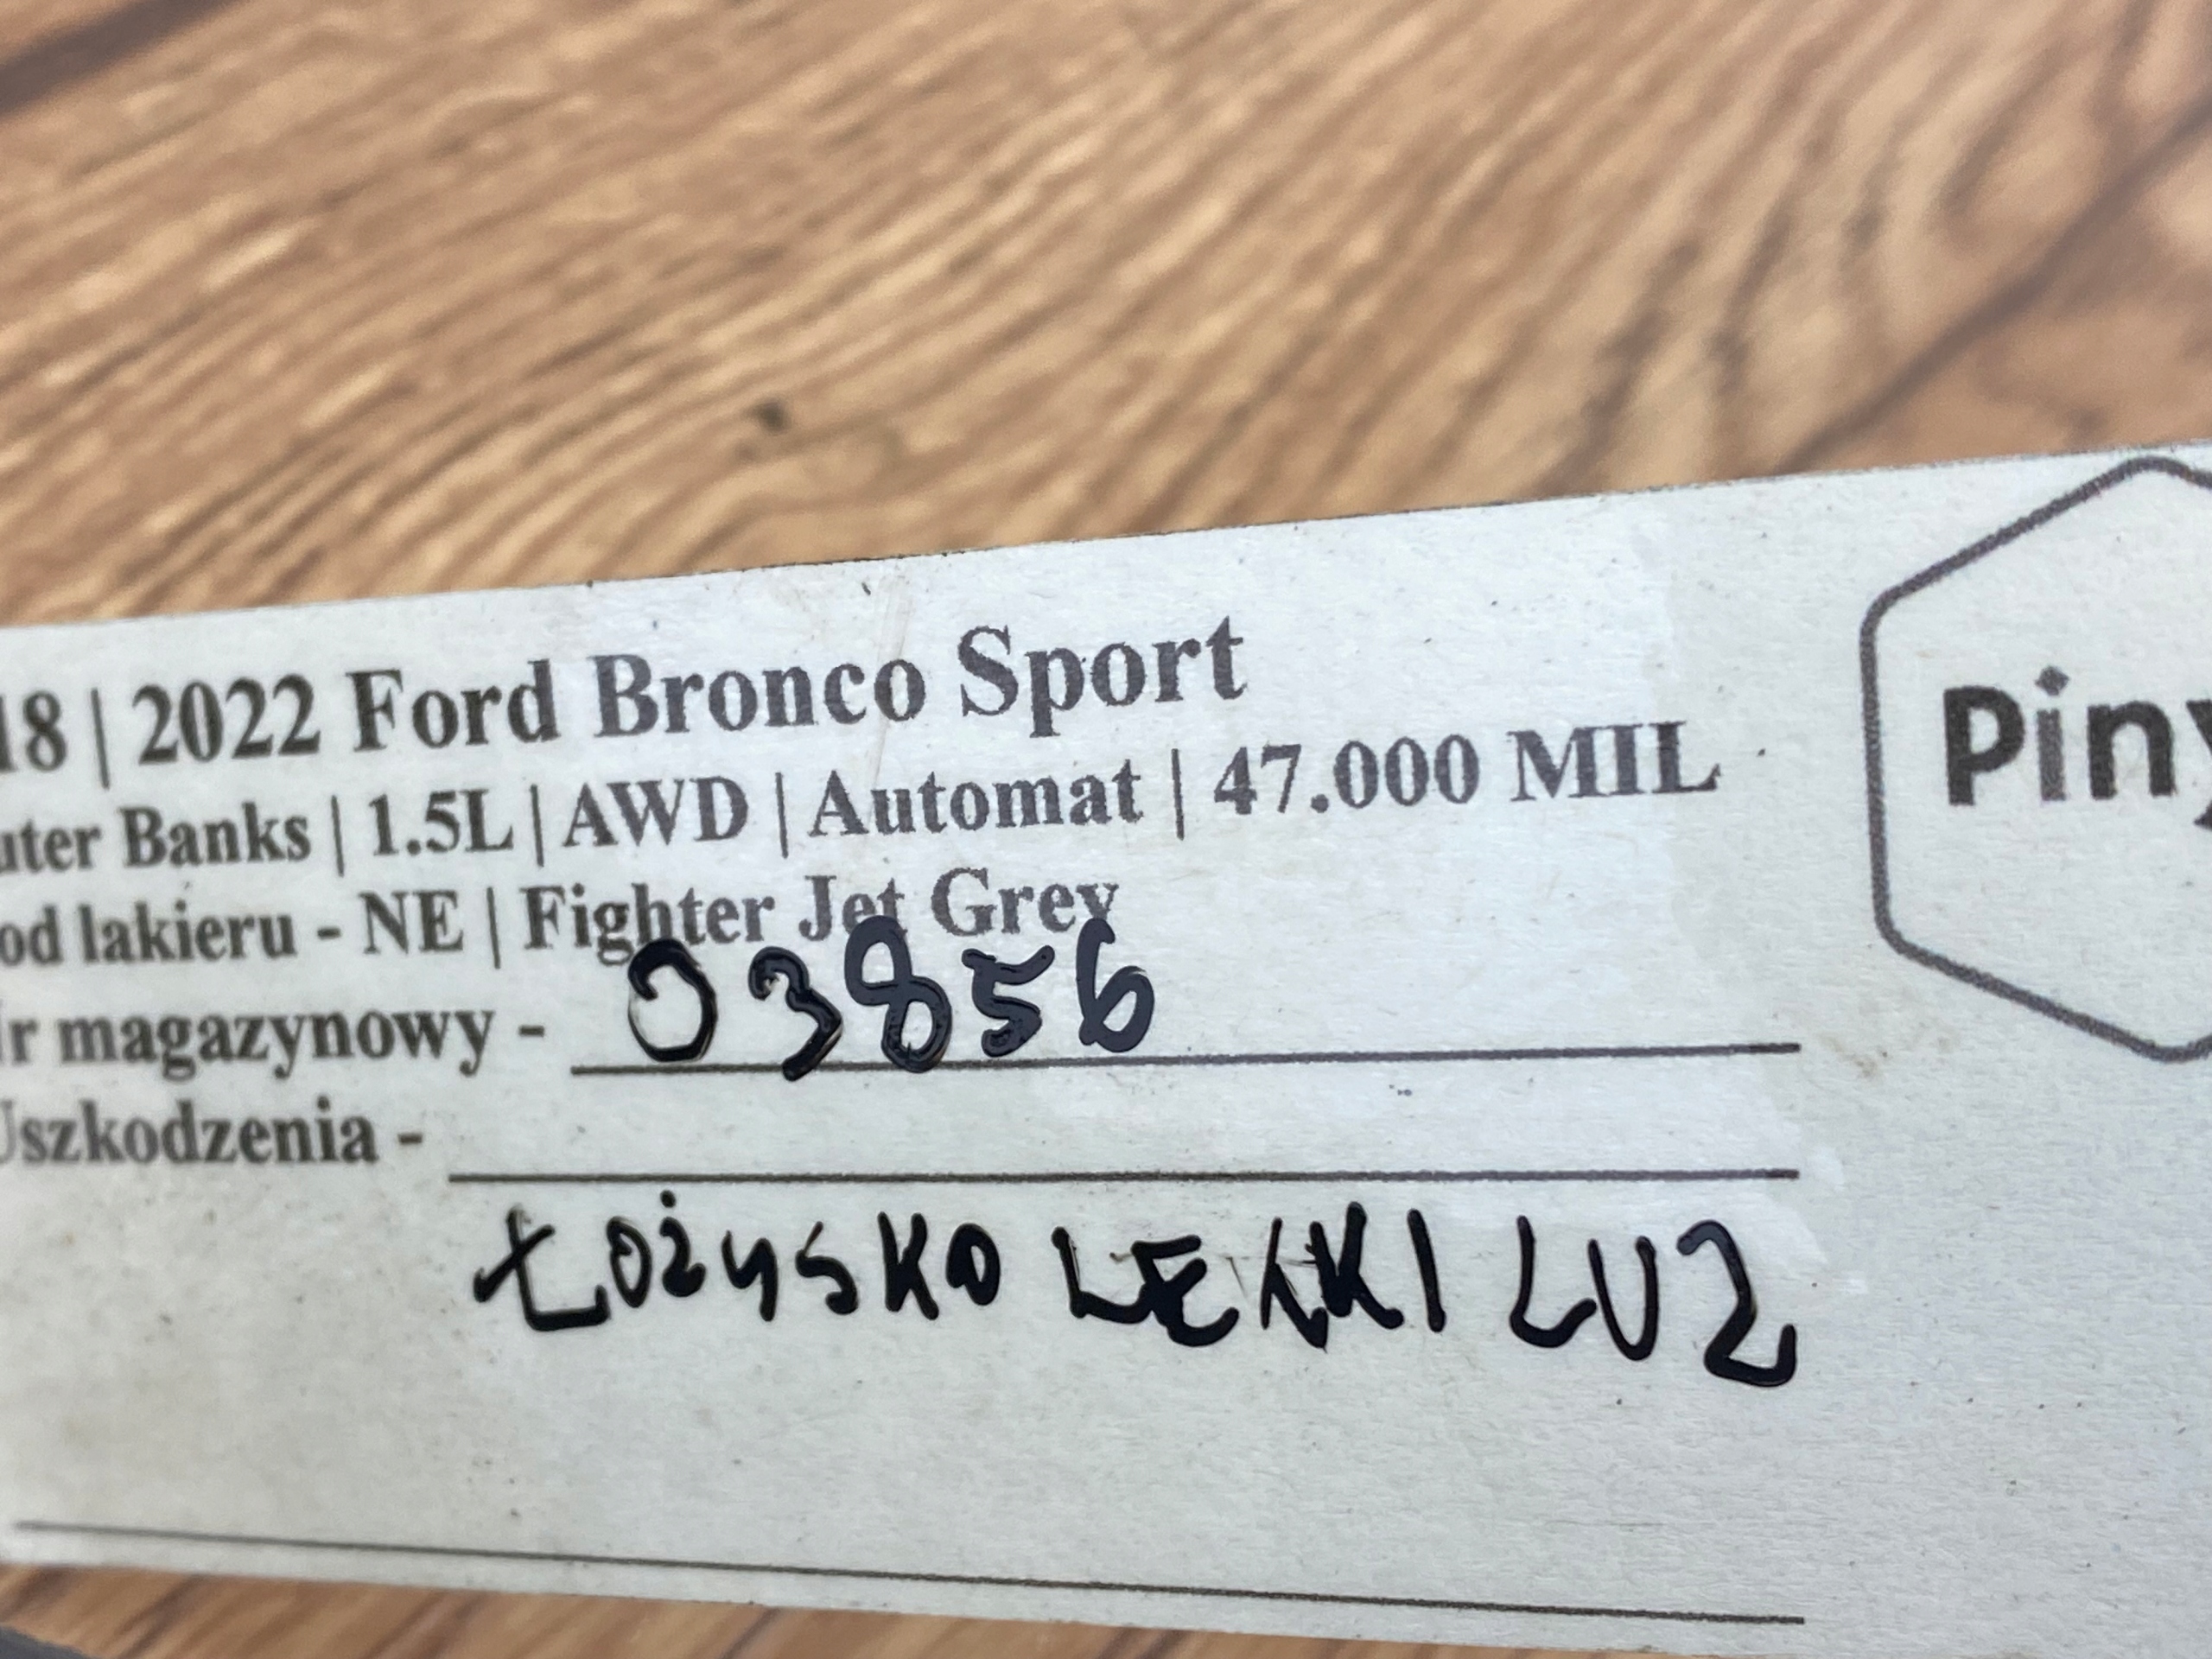 18 | 2022 Ford Bronco Sport
uter Banks | 1.5L | AWD | Automat | 47.000 MIL
od lakieru - NE | Fighter Jet Grey
r magazynowy - 03856
Uszkodzenia -
ŁOŻYSKO LEKKI LUZ
Piny